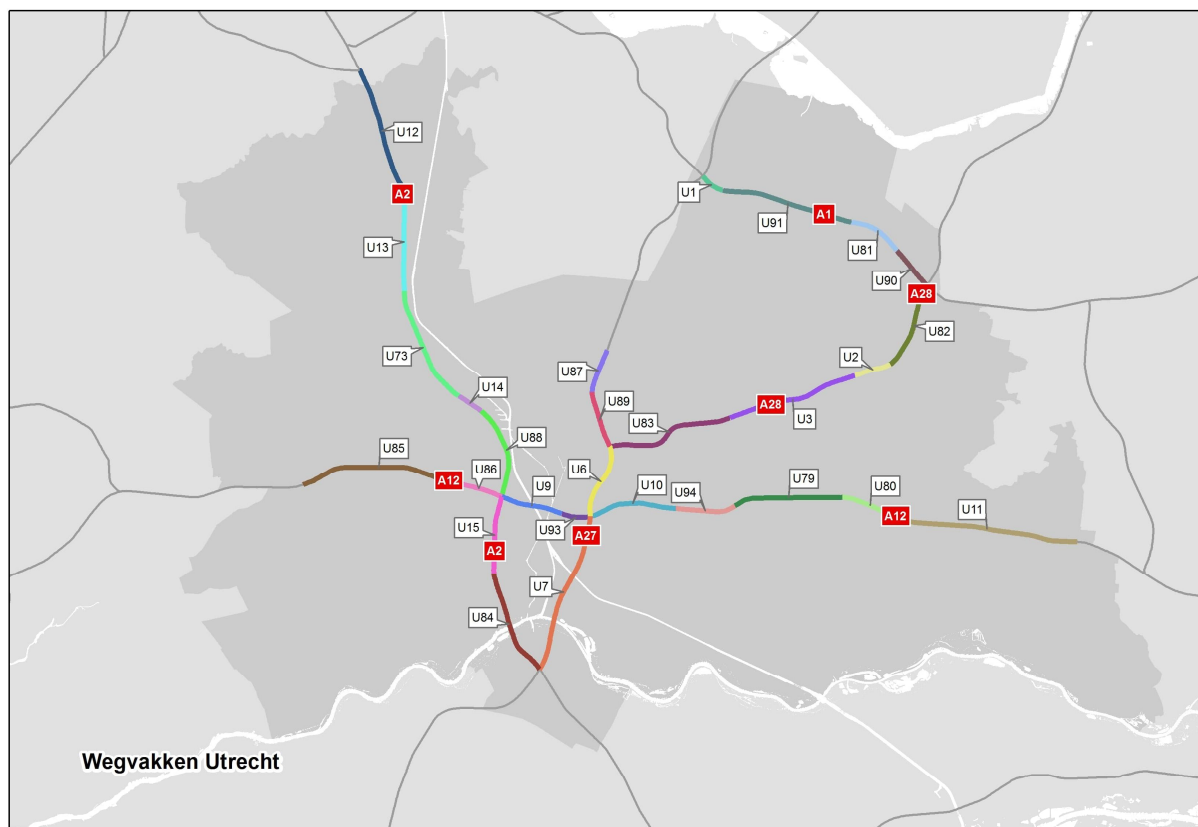 U12
A2
U1
A1
U91
U13
U81
U90
A28
U82
U73
U2
U87
U14
A28
U3
U89
U83
U88
U85
U86
A12
U6
U9
U10
U94
U79
U80
A12
U11
U15
U93
A27
A2
U7
U84
Wegvakken Utrecht